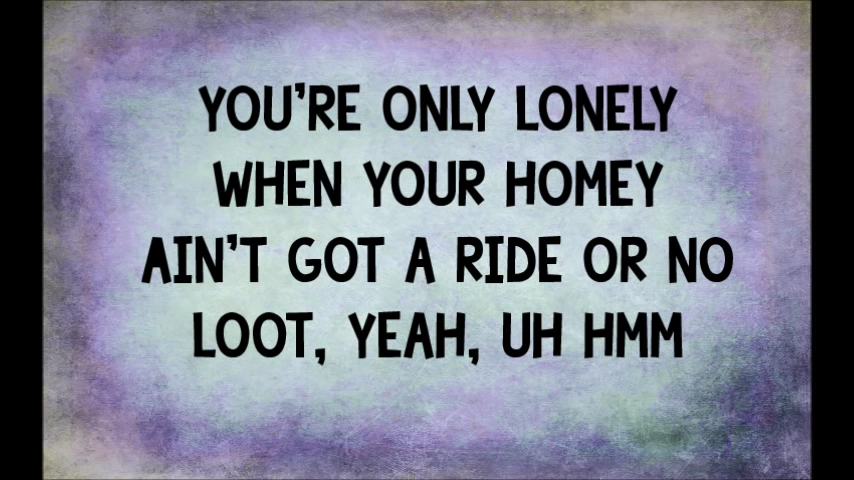 YOU'RE ONLY LONELY
WHEN YOUR HOMEY
AIN'T GOT A RIDE OR NO
LOOT, YEAH, UH HMM